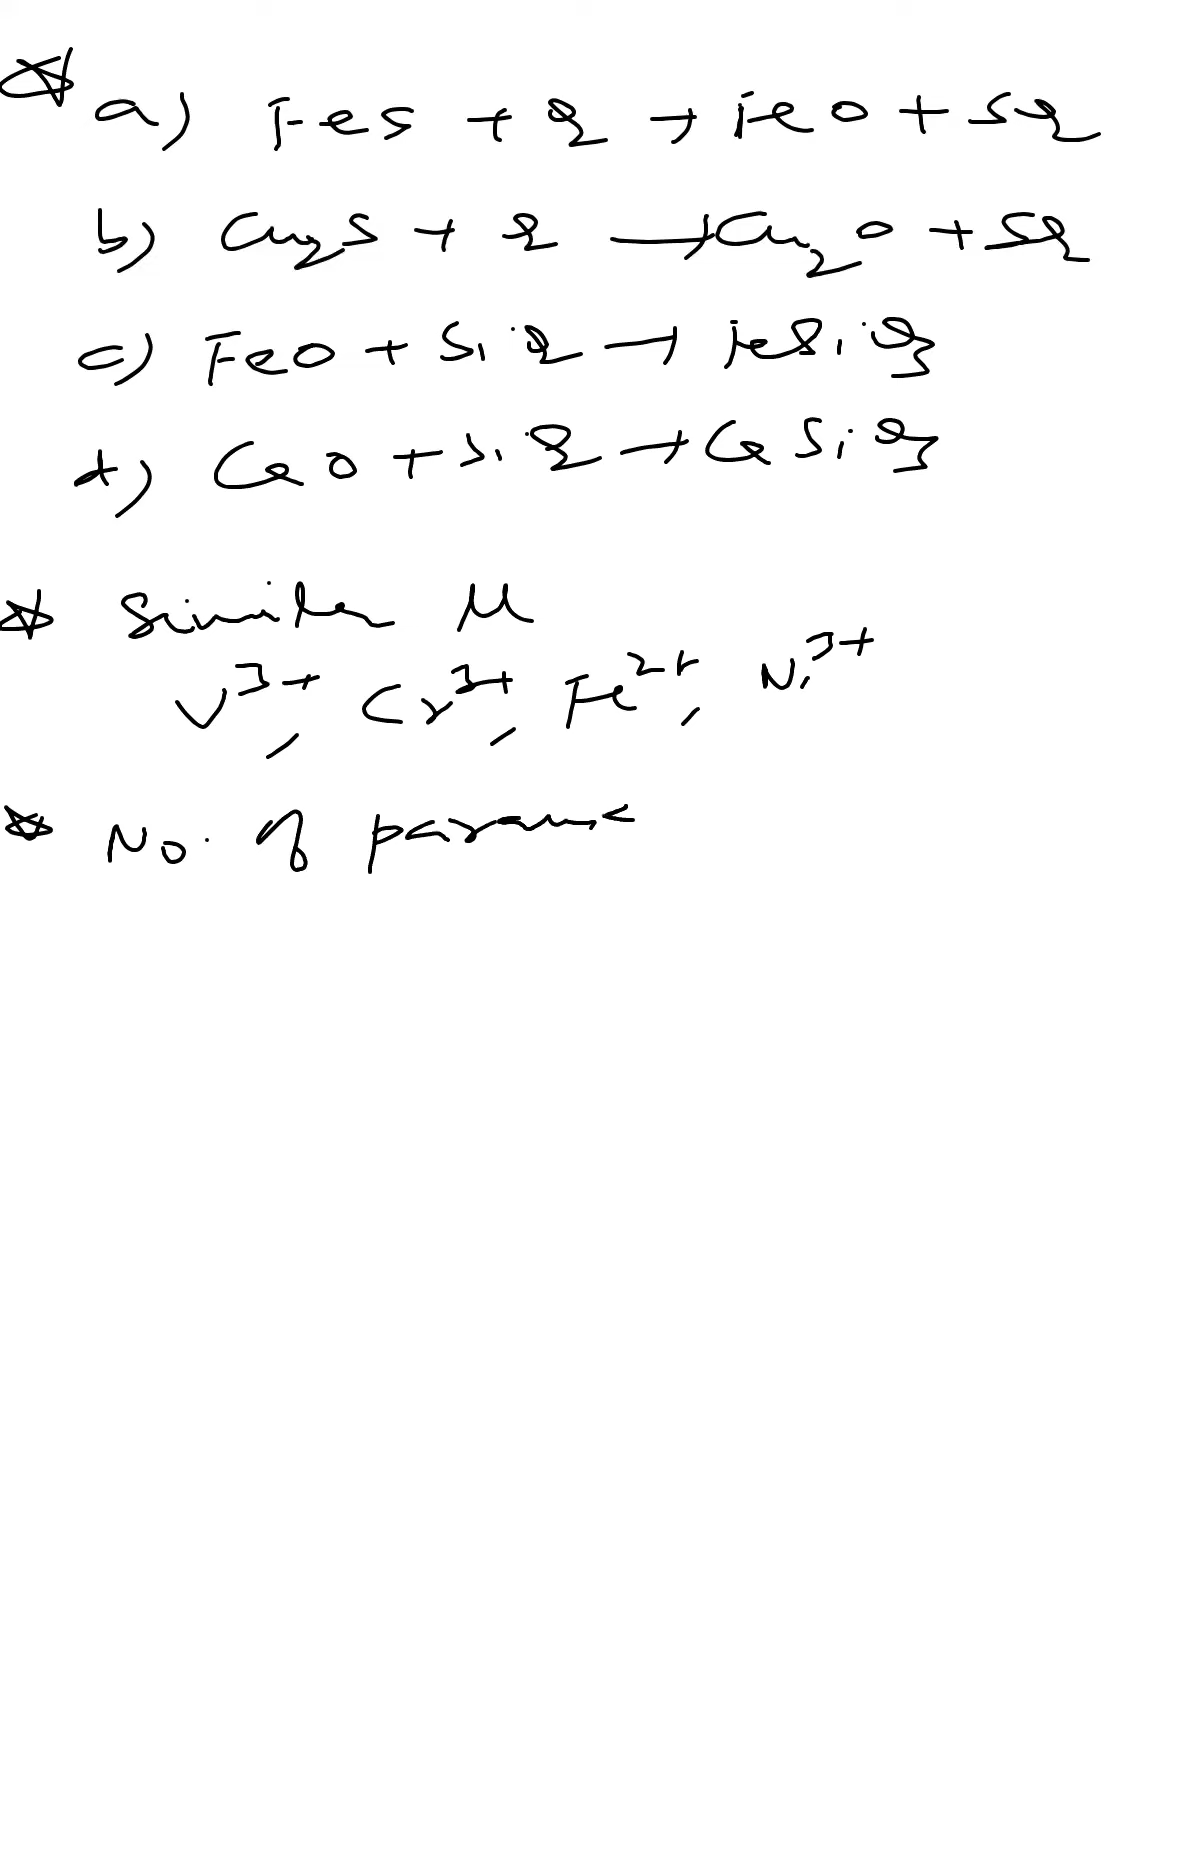 a) FeS + O2 → FeO + SO2
b) Cu2S + O2 → Cu2O + SO2
c) FeO + SiO2 → FeSiO3
d) CaO + SiO2 → CaSiO3
Similar μ
V3+, Cr3+, Fe2+, Ni3+
No. of parama